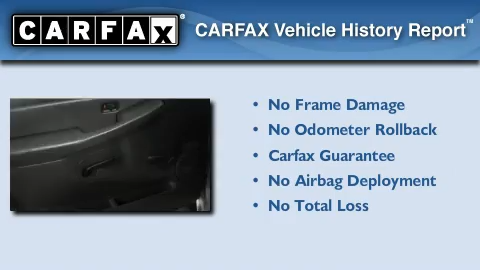 CARFAX® CARFAX Vehicle History Report™
• No Frame Damage
• No Odometer Rollback
• Carfax Guarantee
• No Airbag Deployment
• No Total Loss